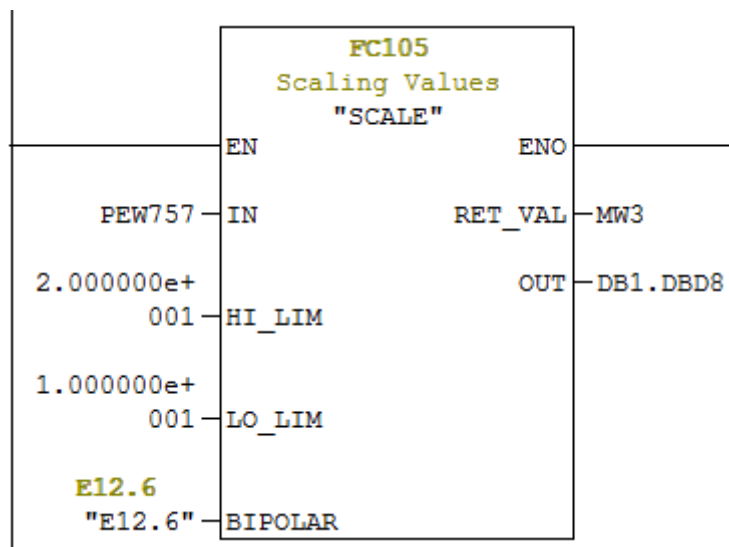 FC105
Scaling Values
"SCALE"
EN ENO
PEW757 IN RET_VAL MW3
2.000000e+ OUT DB1.DBD8
001 HI_LIM
1.000000e+
001 LO_LIM
E12.6
"E12.6" BIPOLAR